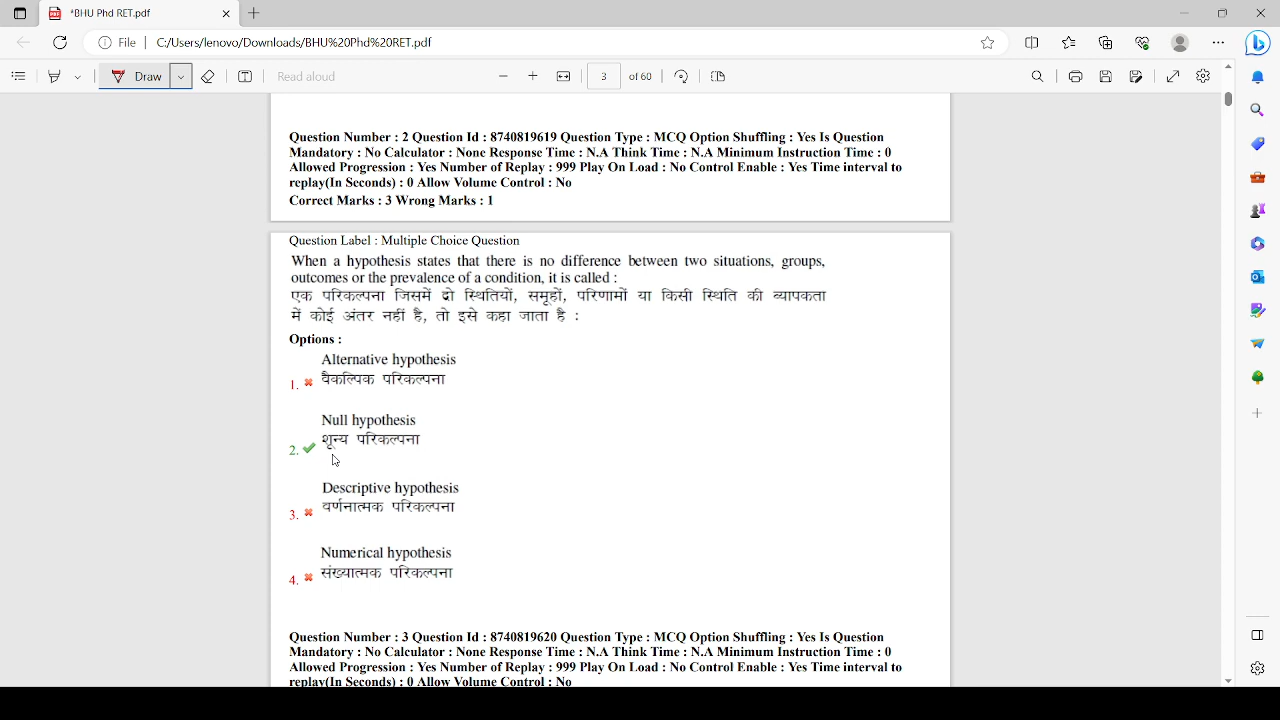 *BHU Phd RET.pdf
File C:/Users/lenovo/Downloads/BHU%20Phd%20RET.pdf
Draw Read aloud 3 of 60
Question Number : 2 Question Id : 8740819619 Question Type : MCQ Option Shuffling : Yes Is Question
Mandatory : No Calculator : None Response Time : N.A Think Time : N.A Minimum Instruction Time : 0
Allowed Progression : Yes Number of Replay : 999 Play On Load : No Control Enable : Yes Time interval to
replay(In Seconds) : 0 Allow Volume Control : No
Correct Marks : 3 Wrong Marks : 1
Question Label : Multiple Choice Question
When a hypothesis states that there is no difference between two situations, groups,
outcomes or the prevalence of a condition, it is called :
एक परिकल्पना जिसमें दो स्थितियों, समूहों, परिणामों या किसी स्थिति की व्यापकता
में कोई अंतर नहीं है, तो इसे कहा जाता है :
Options :
Alternative hypothesis
1. वैकल्पिक परिकल्पना
Null hypothesis
2. शून्य परिकल्पना
Descriptive hypothesis
3. वर्णनात्मक परिकल्पना
Numerical hypothesis
4. संख्यात्मक परिकल्पना
Question Number : 3 Question Id : 8740819620 Question Type : MCQ Option Shuffling : Yes Is Question
Mandatory : No Calculator : None Response Time : N.A Think Time : N.A Minimum Instruction Time : 0
Allowed Progression : Yes Number of Replay : 999 Play On Load : No Control Enable : Yes Time interval to
replay(In Seconds) : 0 Allow Volume Control : No